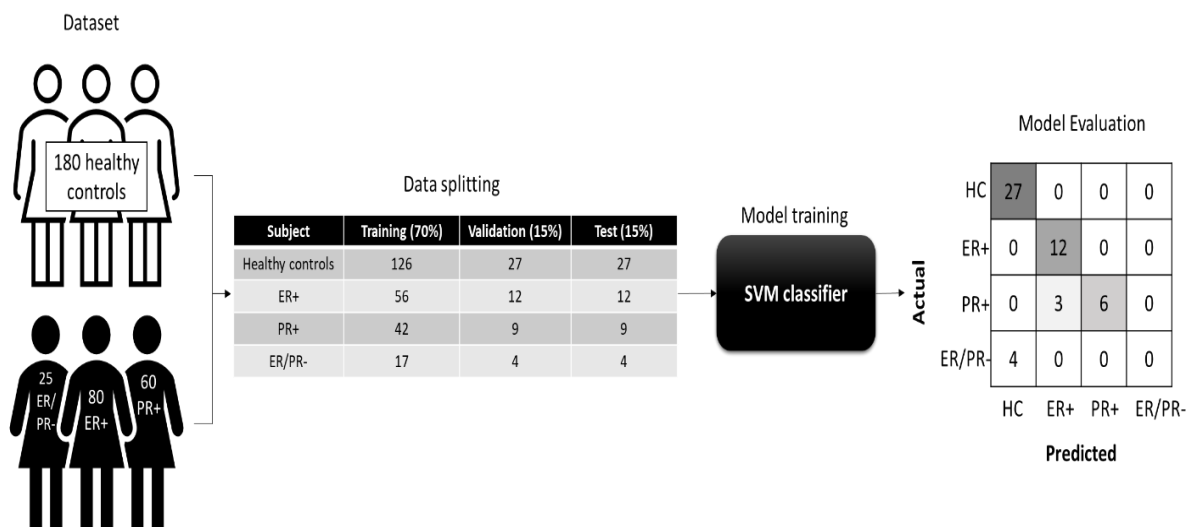 Dataset
180 healthy
controls
25
ER/
PR-
80
ER+
60
PR+
Data splitting
Subject Training (70%) Validation (15%) Test (15%)
Healthy controls 126 27 27
ER+ 56 12 12
PR+ 42 9 9
ER/PR- 17 4 4
Model training
SVM classifier
Model Evaluation
Actual
HC 27 0 0 0
ER+ 0 12 0 0
PR+ 0 3 6 0
ER/PR- 4 0 0 0
HC ER+ PR+ ER/PR-
Predicted